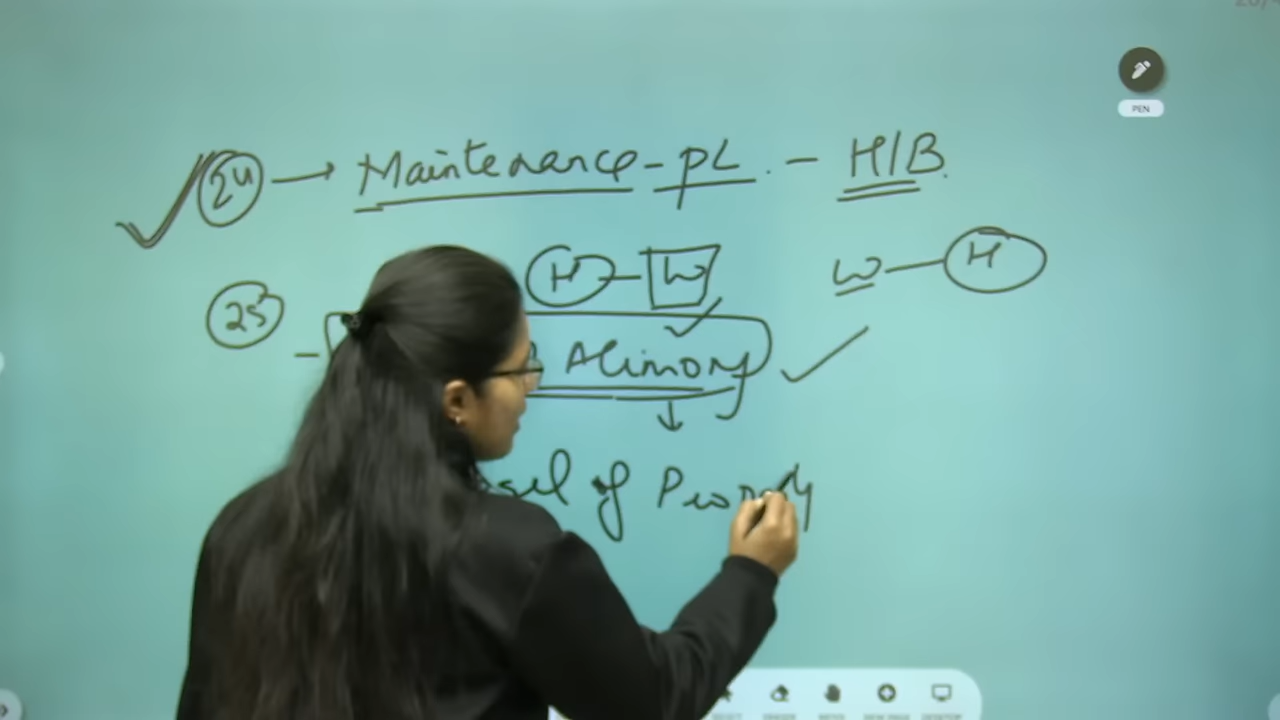 PEN
24 → Maintenance - PL. - H/B.
H - W
W - H
25
Alimony
of Property